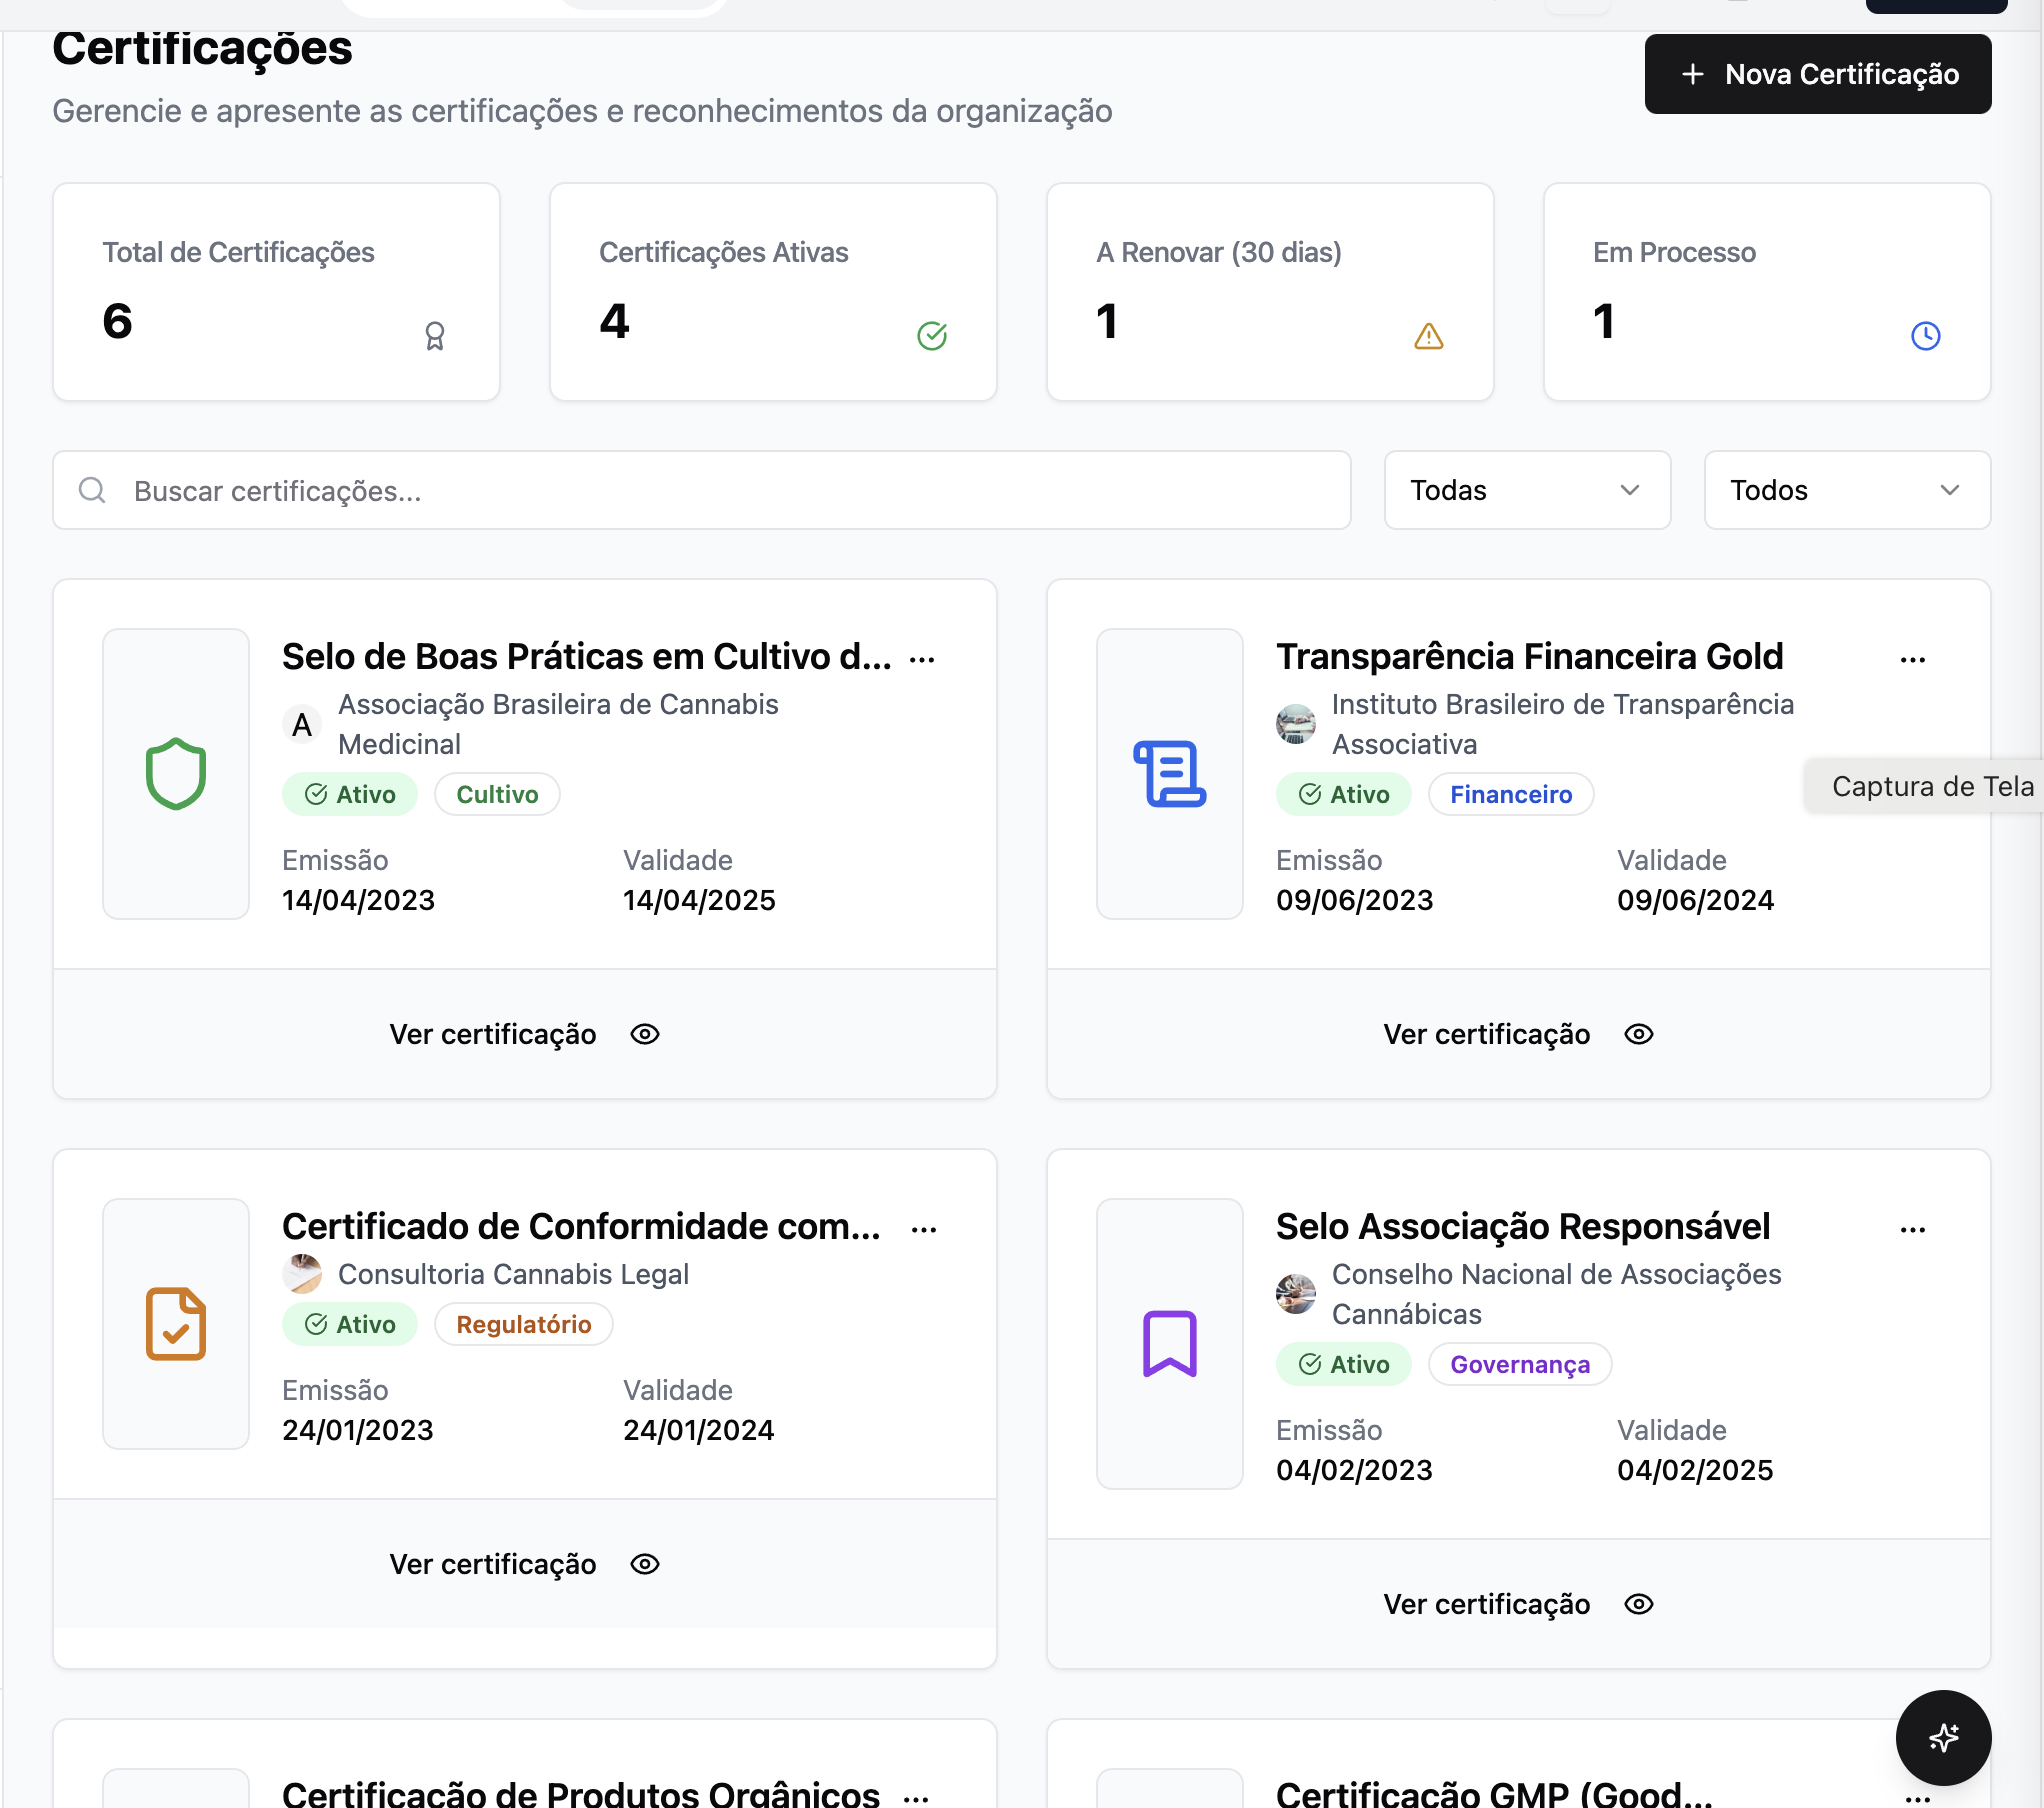 Certificações
Gerencie e apresente as certificações e reconhecimentos da organização
Nova Certificação
Total de Certificações
6
Certificações Ativas
4
A Renovar (30 dias)
1
Em Processo
1
Buscar certificações...
Todas
Todos
Selo de Boas Práticas em Cultivo d...
A
Associação Brasileira de Cannabis
Medicinal
Ativo
Cultivo
Emissão
Validade
14/04/2023
14/04/2025
Ver certificação
Transparência Financeira Gold
Instituto Brasileiro de Transparência
Associativa
Captura de Tela
Ativo
Financeiro
Emissão
Validade
09/06/2023
09/06/2024
Ver certificação
Certificado de Conformidade com...
Consultoria Cannabis Legal
Ativo
Regulatório
Emissão
Validade
24/01/2023
24/01/2024
Ver certificação
Selo Associação Responsável
Conselho Nacional de Associações
Cannábicas
Ativo
Governança
Emissão
Validade
04/02/2023
04/02/2025
Ver certificação
Certificação de Produtos Orgânicos
Certificação GMP (Good...